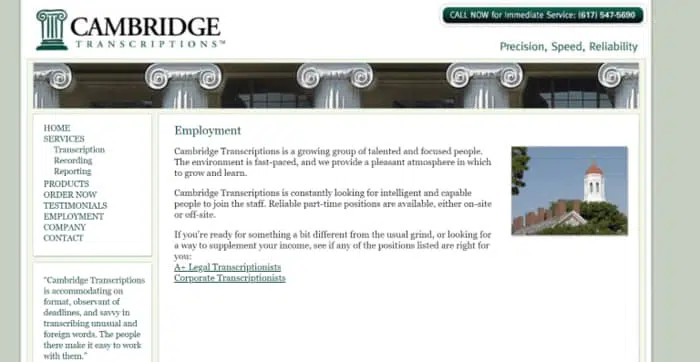 CAMBRIDGE
TRANSCRIPTIONS™
CALL NOW for Immediate Service: (617) 547-5690
Precision, Speed, Reliability
HOME
SERVICES
Transcription
Recording
Reporting
PRODUCTS
ORDER NOW
TESTIMONIALS
EMPLOYMENT
COMPANY
CONTACT
"Cambridge Transcriptions
is accommodating on
format, observant of
deadlines, and savvy in
transcribing unusual and
foreign words. The people
there make it easy to work
with them."
Employment
Cambridge Transcriptions is a growing group of talented and focused people.
The environment is fast-paced, and we provide a pleasant atmosphere in which
to grow and learn.
Cambridge Transcriptions is constantly looking for intelligent and capable
people to join the staff. Reliable part-time positions are available, either on-site
or off-site.
If you're ready for something a bit different from the usual grind, or looking for
a way to supplement your income, see if any of the positions listed are right for
you:
A+ Legal Transcriptionists
Corporate Transcriptionists